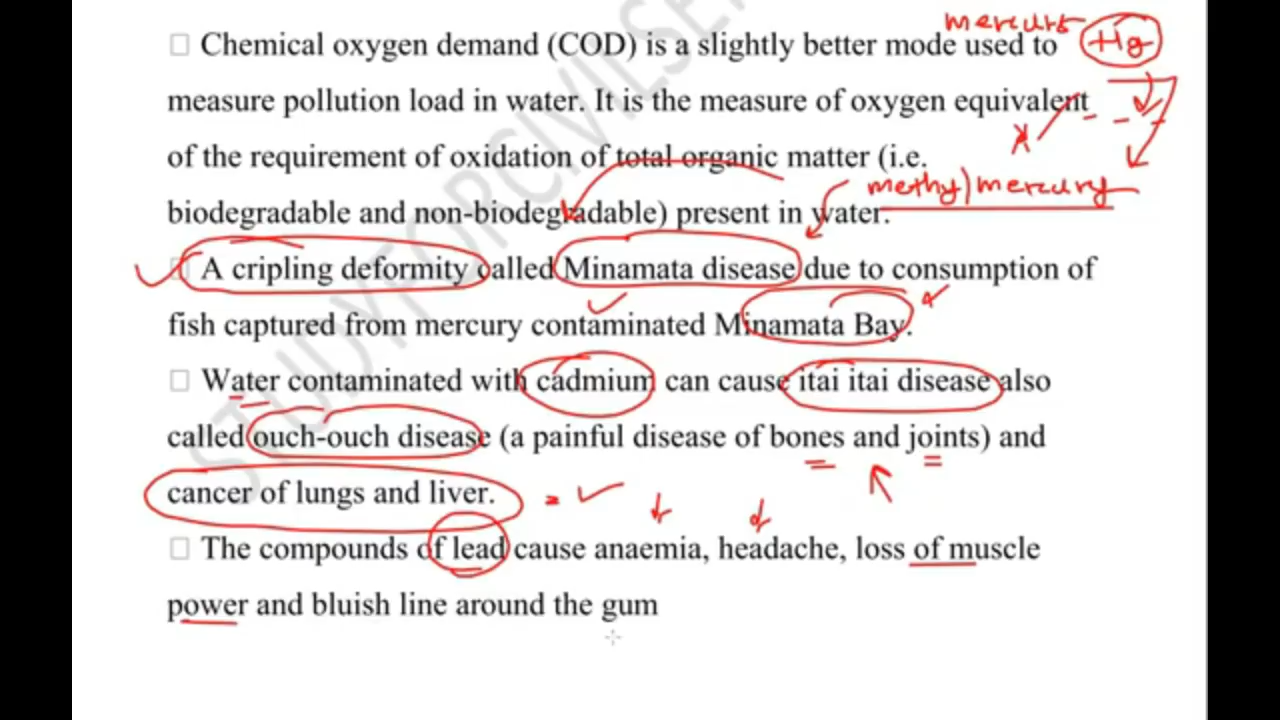 mercury
Hg
□ Chemical oxygen demand (COD) is a slightly better mode used to
measure pollution load in water. It is the measure of oxygen equivalent
of the requirement of oxidation of total organic matter (i.e.
methyl mercury
biodegradable and non-biodegradable) present in water.
A cripling deformity called Minamata disease due to consumption of
fish captured from mercury contaminated Minamata Bay.
□ Water contaminated with cadmium can cause itai itai disease also
called ouch-ouch disease (a painful disease of bones and joints) and
cancer of lungs and liver.
□ The compounds of lead cause anaemia, headache, loss of muscle
power and bluish line around the gum
STUDYFORCIVILSER